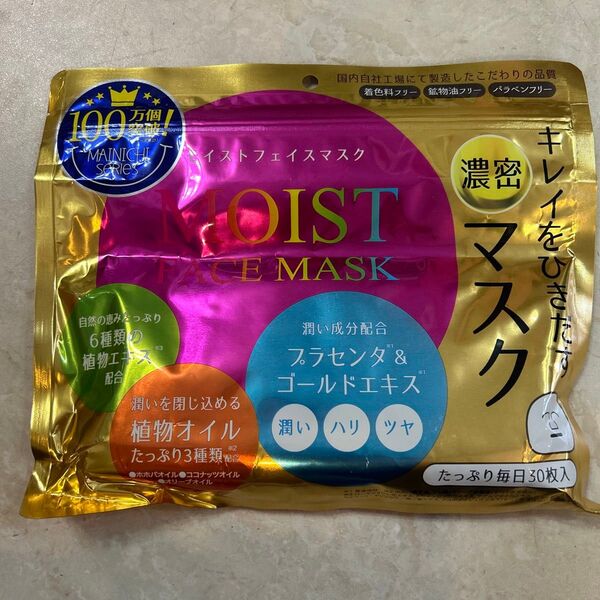 国内自社工場にて製造したこだわりの品質
着色料フリー 鉱物油フリー パラベンフリー
100万個突破!
MAINICHI
SERIES
モイストフェイスマスク
MOIST
FACE MASK
キレイをひきだす
濃密
マスク
自然の恵みたっぷり
6種類の
植物エキス※3
配合
潤いを閉じ込める
植物オイル
たっぷり3種類※2配合
●ホホバオイル●ココナッツオイル
●オリーブオイル
潤い成分配合
プラセンタ※1&
ゴールドエキス※1
潤い ハリ ツヤ
たっぷり毎日30枚入